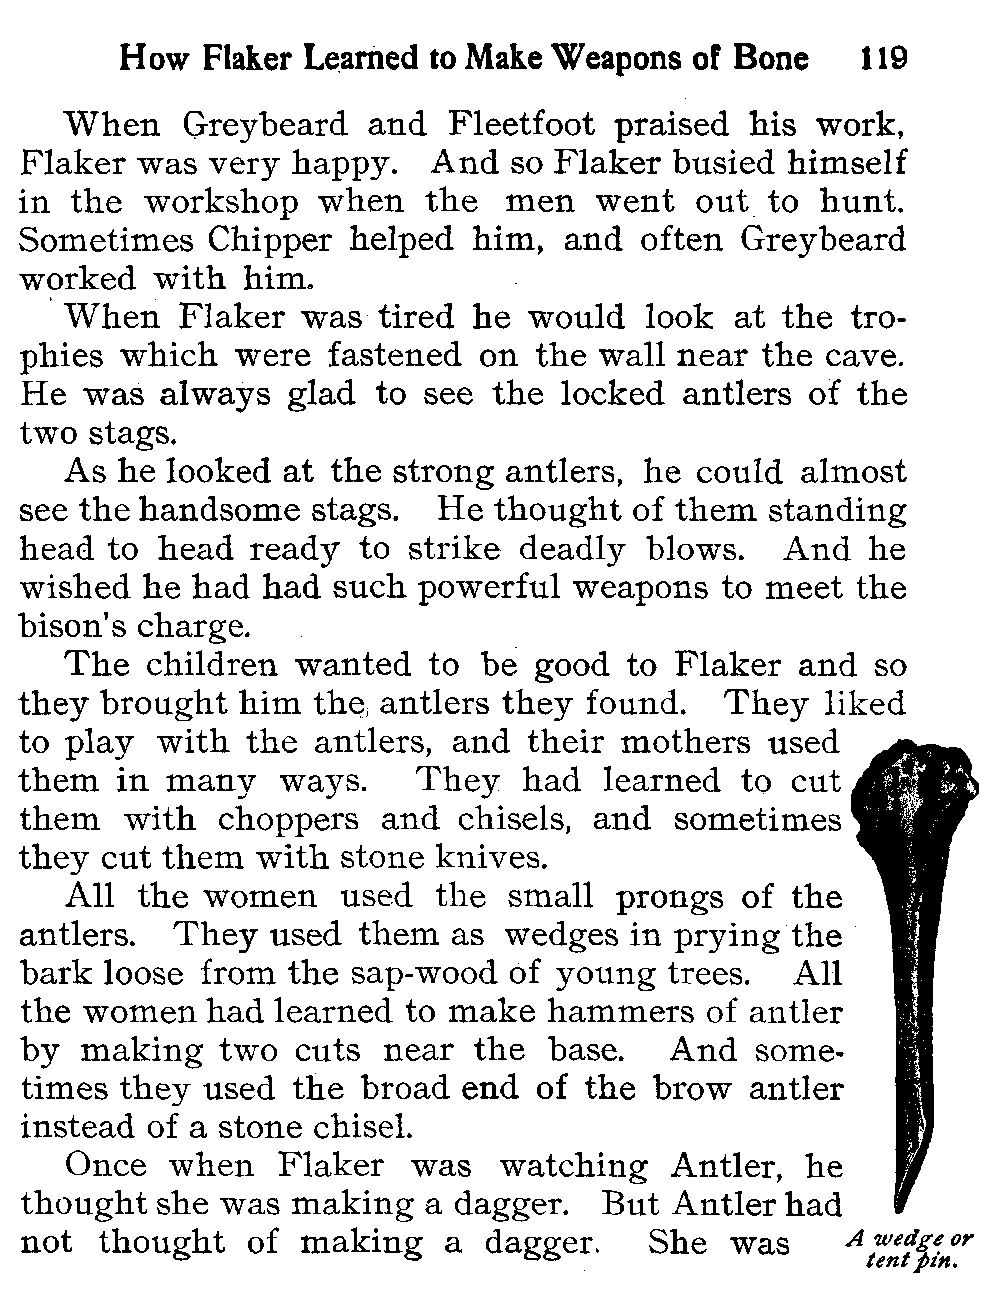 How Flaker Learned to Make Weapons of Bone 119
When Greybeard and Fleetfoot praised his work,
Flaker was very happy. And so Flaker busied himself
in the workshop when the men went out to hunt.
Sometimes Chipper helped him, and often Greybeard
worked with him.
When Flaker was tired he would look at the tro-
phies which were fastened on the wall near the cave.
He was always glad to see the locked antlers of the
two stags.
As he looked at the strong antlers, he could almost
see the handsome stags. He thought of them standing
head to head ready to strike deadly blows. And he
wished he had had such powerful weapons to meet the
bison's charge.
The children wanted to be good to Flaker and so
they brought him the antlers they found. They liked
to play with the antlers, and their mothers used
them in many ways. They had learned to cut
them with choppers and chisels, and sometimes
they cut them with stone knives.
All the women used the small prongs of the
antlers. They used them as wedges in prying the
bark loose from the sap-wood of young trees. All
the women had learned to make hammers of antler
by making two cuts near the base. And some-
times they used the broad end of the brow antler
instead of a stone chisel.
Once when Flaker was watching Antler, he
thought she was making a dagger. But Antler had
not thought of making a dagger. She was
A wedge or
tent pin.